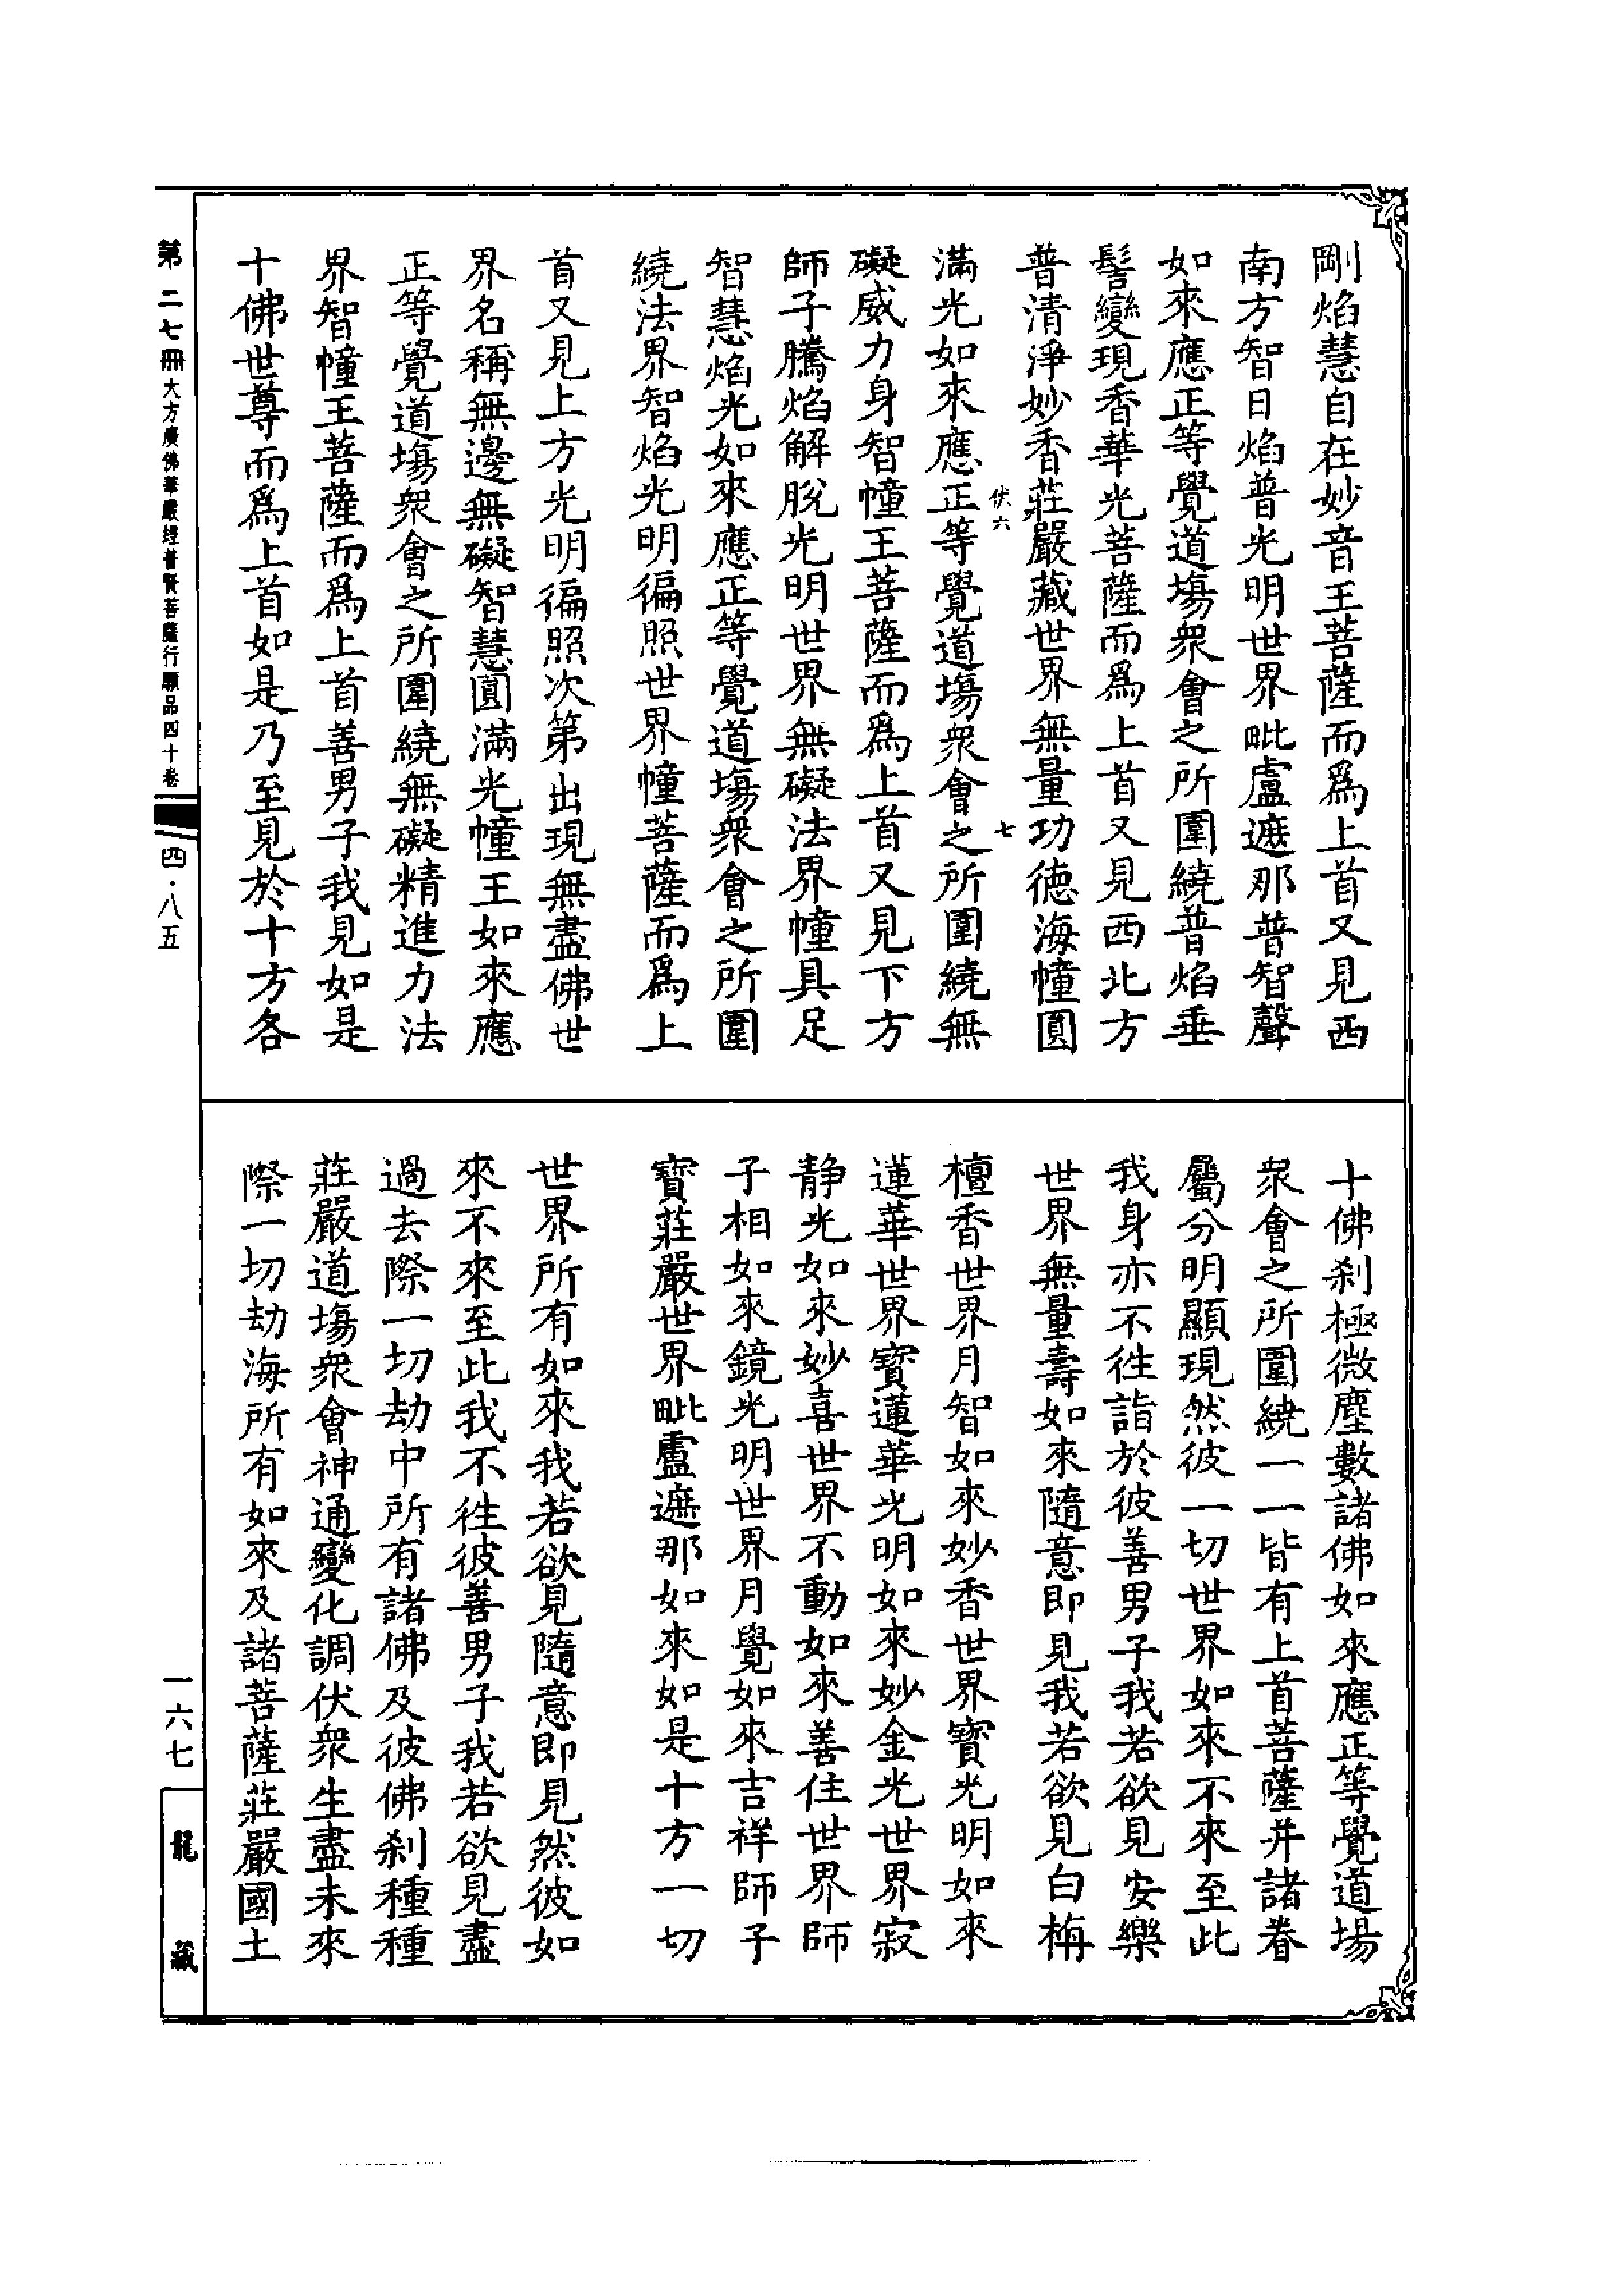 剛焰慧自在妙音王菩薩而爲上首又見西
南方智日焰普光明世界毗盧遮那普智聲
如來應正等覺道場衆會之所圍繞普焰垂
髻變現香華光菩薩而爲上首又見西北方
普清淨妙香莊嚴藏世界無量功德海幢圓
伏六
七
滿光如來應正等覺道場衆會之所圍繞無
礙威力身智幢王菩薩而爲上首又見下方
師子騰焰解脫光明世界無礙法界幢具足
智慧焰光如來應正等覺道場衆會之所圍
繞法界智焰光明徧照世界幢菩薩而爲上
首又見上方光明徧照次第出現無盡佛世
界名稱無邊無礙智慧圓滿光幢王如來應
正等覺道場衆會之所圍繞無礙精進力法
界智幢王菩薩而爲上首善男子我見如是
十佛世尊而爲上首如是乃至見於十方各
十佛剎極微塵數諸佛如來應正等覺道場
衆會之所圍繞一一皆有上首菩薩并諸眷
屬分明顯現然彼一切世界如來不來至此
我身亦不往詣於彼善男子我若欲見安樂
世界無量壽如來隨意即見我若欲見白栴
檀香世界月智如來妙香世界寶光明如來
蓮華世界寶蓮華光明如來妙金光世界寂
静光如來妙喜世界不動如來善住世界師
子相如來鏡光明世界月覺如來吉祥師子
寶莊嚴世界毗盧遮那如來如是十方一切
世界所有如來我若欲見隨意即見然彼如
來不來至此我不往彼善男子我若欲見盡
過去際一切劫中所有諸佛及彼佛剎種種
莊嚴道場衆會神通變化調伏衆生盡未來
際一切劫海所有如來及諸菩薩莊嚴國土
第二七冊 大方廣佛華嚴經普賢菩薩行願品四十卷
四·八五
一六七
龍藏